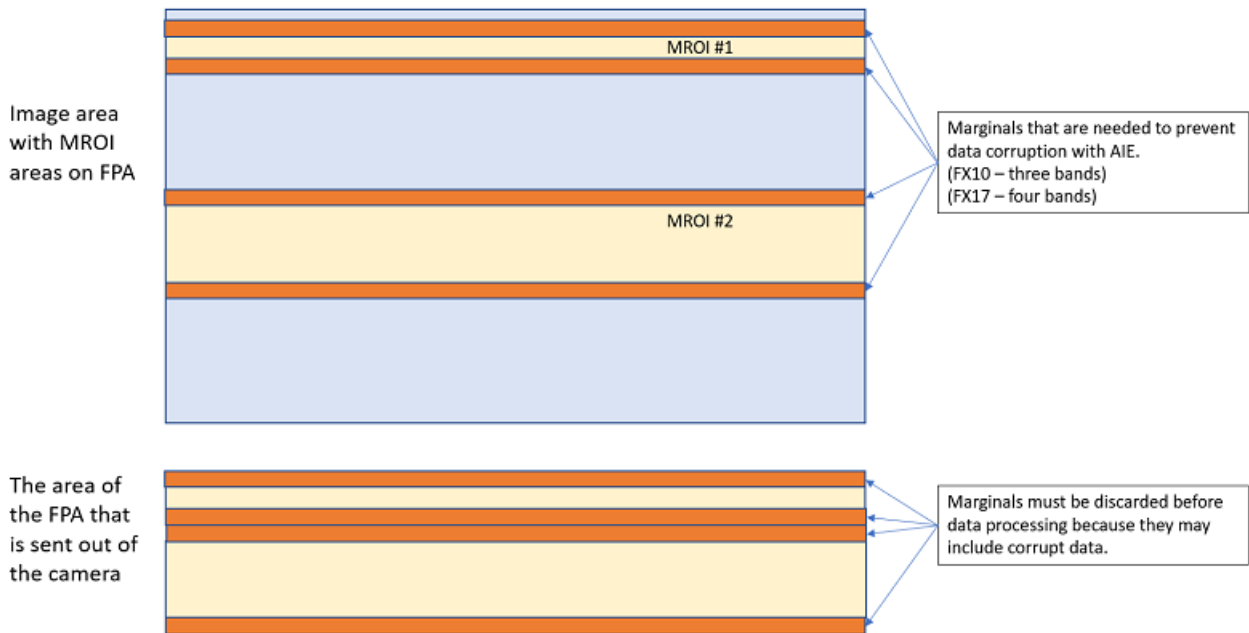 MROI #1
Image area
with MROI
areas on FPA
Marginals that are needed to prevent
data corruption with AIE.
(FX10 – three bands)
(FX17 – four bands)
MROI #2
The area of
the FPA that
is sent out of
the camera
Marginals must be discarded before
data processing because they may
include corrupt data.